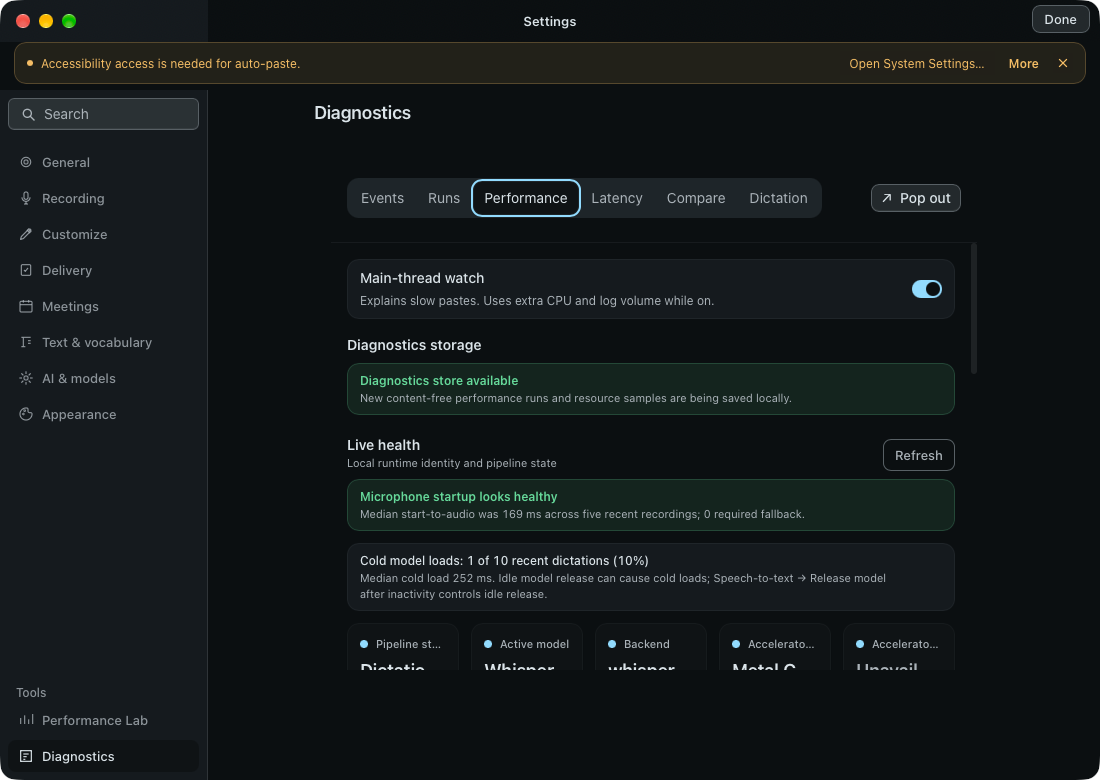 Settings
Done
Accessibility access is needed for auto-paste.
Open System Settings...
More
Search
General
Recording
Customize
Delivery
Meetings
Text & vocabulary
AI & models
Appearance
Tools
Performance Lab
Diagnostics
Diagnostics
Events
Runs
Performance
Latency
Compare
Dictation
Pop out
Main-thread watch
Explains slow pastes. Uses extra CPU and log volume while on.
Diagnostics storage
Diagnostics store available
New content-free performance runs and resource samples are being saved locally.
Live health
Local runtime identity and pipeline state
Refresh
Microphone startup looks healthy
Median start-to-audio was 169 ms across five recent recordings; 0 required fallback.
Cold model loads: 1 of 10 recent dictations (10%)
Median cold load 252 ms. Idle model release can cause cold loads; Speech-to-text → Release model
after inactivity controls idle release.
Pipeline st...
Active model
Backend
Accelerato...
Accelerato...
Whisper
whisper
Metal